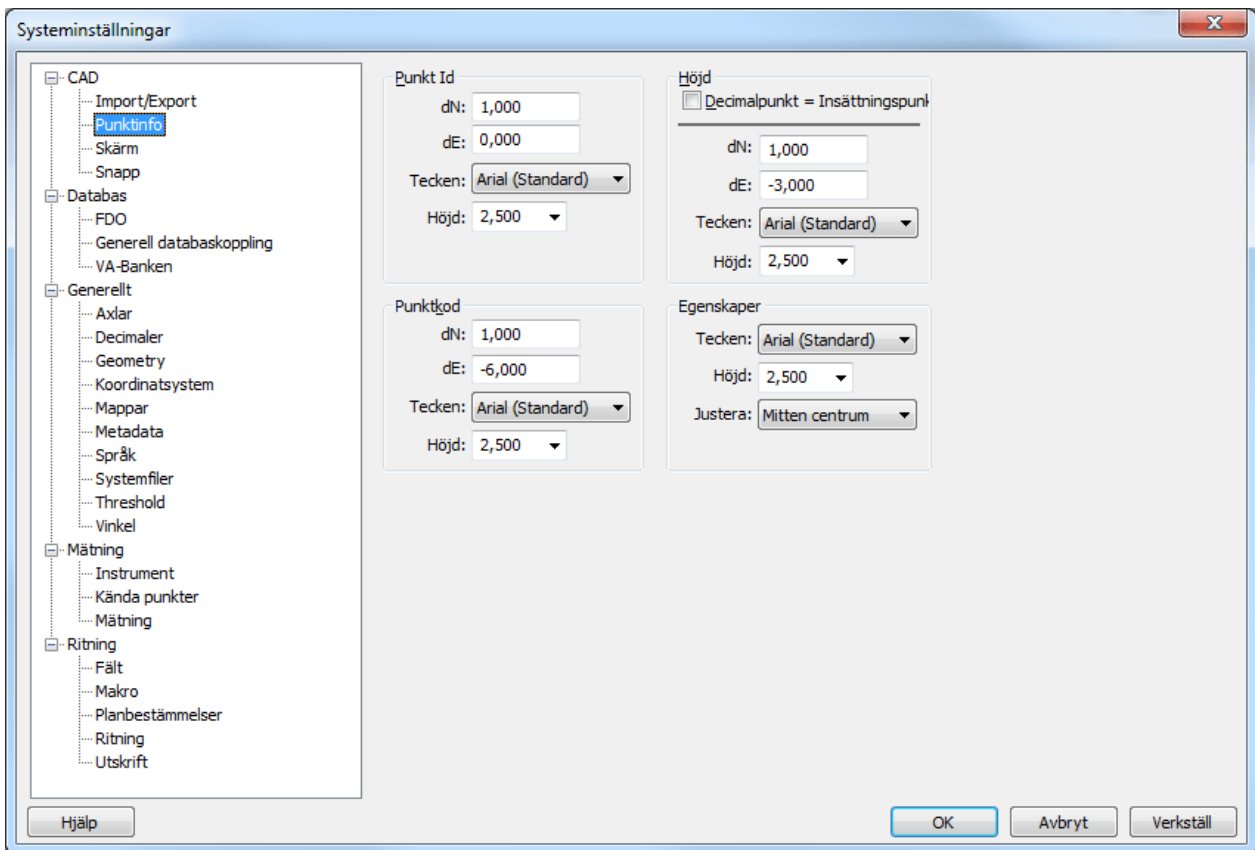 Systeminställningar
CAD
Import/Export
Punktinfo
Skärm
Snapp
Databas
FDO
Generell databaskoppling
VA-Banken
Generellt
Axlar
Decimaler
Geometry
Koordinatsystem
Mappar
Metadata
Språk
Systemfiler
Threshold
Vinkel
Mätning
Instrument
Kända punkter
Mätning
Ritning
Fält
Makro
Planbestämmelser
Ritning
Utskrift
Punkt Id
dN: 1,000
dE: 0,000
Tecken: Arial (Standard)
Höjd: 2,500
Höjd
Decimalpunkt = Insättningspunk
dN: 1,000
dE: -3,000
Tecken: Arial (Standard)
Höjd: 2,500
Punktkod
dN: 1,000
dE: -6,000
Tecken: Arial (Standard)
Höjd: 2,500
Egenskaper
Tecken: Arial (Standard)
Höjd: 2,500
Justera: Mitten centrum
Hjälp
OK
Avbryt
Verkställ